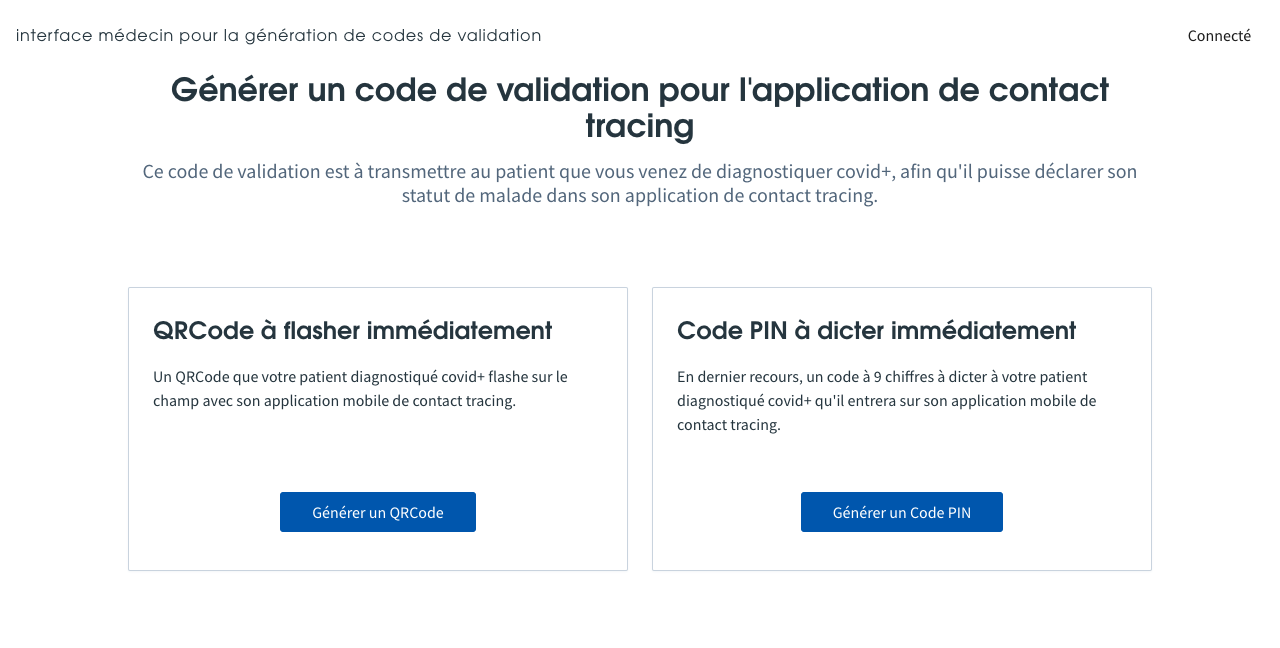 interface médecin pour la génération de codes de validation
Connecté
Générer un code de validation pour l'application de contact
tracing
Ce code de validation est à transmettre au patient que vous venez de diagnostiquer covid+, afin qu'il puisse déclarer son
statut de malade dans son application de contact tracing.
QRCode à flasher immédiatement
Un QRCode que votre patient diagnostiqué covid+ flashe sur le
champ avec son application mobile de contact tracing.
Générer un QRCode
Code PIN à dicter immédiatement
En dernier recours, un code à 9 chiffres à dicter à votre patient
diagnostiqué covid+ qu'il entrera sur son application mobile de
contact tracing.
Générer un Code PIN